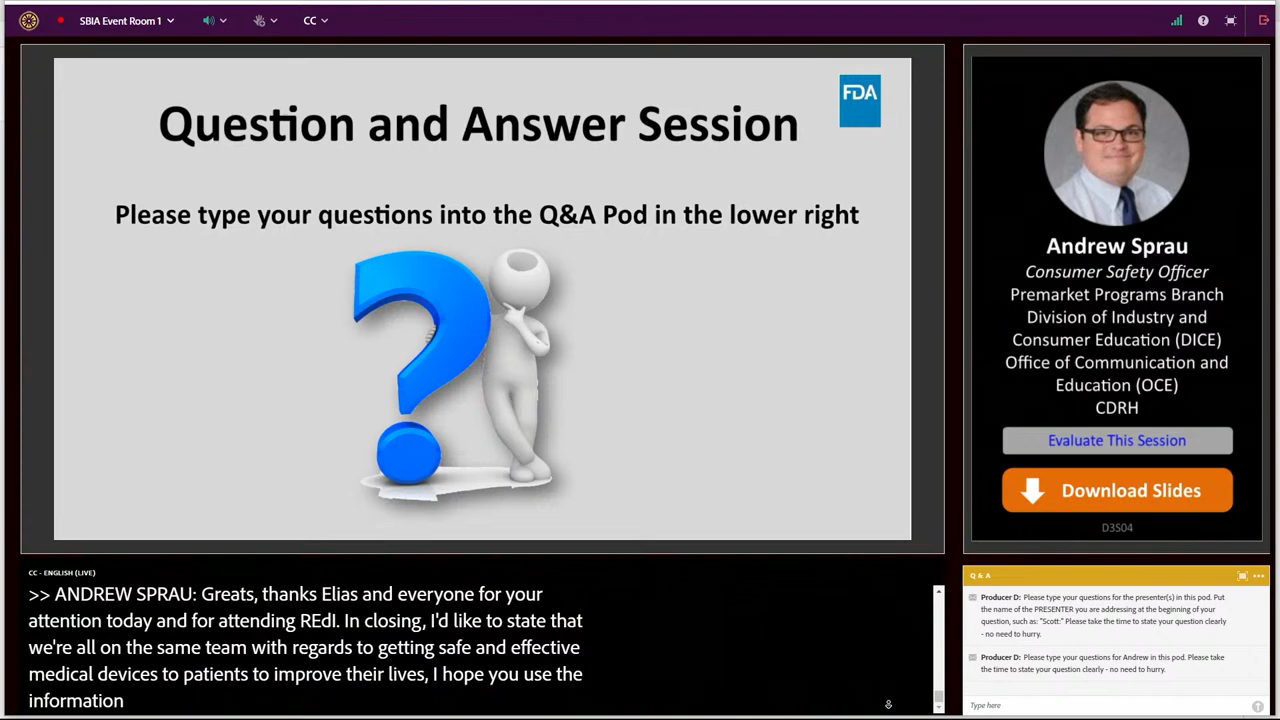 SBIA Event Room 1
CC
FDA
Question and Answer Session
Please type your questions into the Q&A Pod in the lower right
Andrew Sprau
Consumer Safety Officer
Premarket Programs Branch
Division of Industry and
Consumer Education (DICE)
Office of Communication and
Education (OCE)
CDRH
Evaluate This Session
Download Slides
D3S04
CC - ENGLISH (LIVE)
>> ANDREW SPRAU: Greats, thanks Elias and everyone for your
attention today and for attending REdI. In closing, I'd like to state that
we're all on the same team with regards to getting safe and effective
medical devices to patients to improve their lives, I hope you use the
information
Q & A
Producer D: Please type your questions for the presenter(s) in this pod. Put
the name of the PRESENTER you are addressing at the beginning of your
question, such as: "Scott:" Please take the time to state your question clearly
- no need to hurry.
Producer D: Please type your questions for Andrew in this pod. Please take
the time to state your question clearly - no need to hurry.
Type here